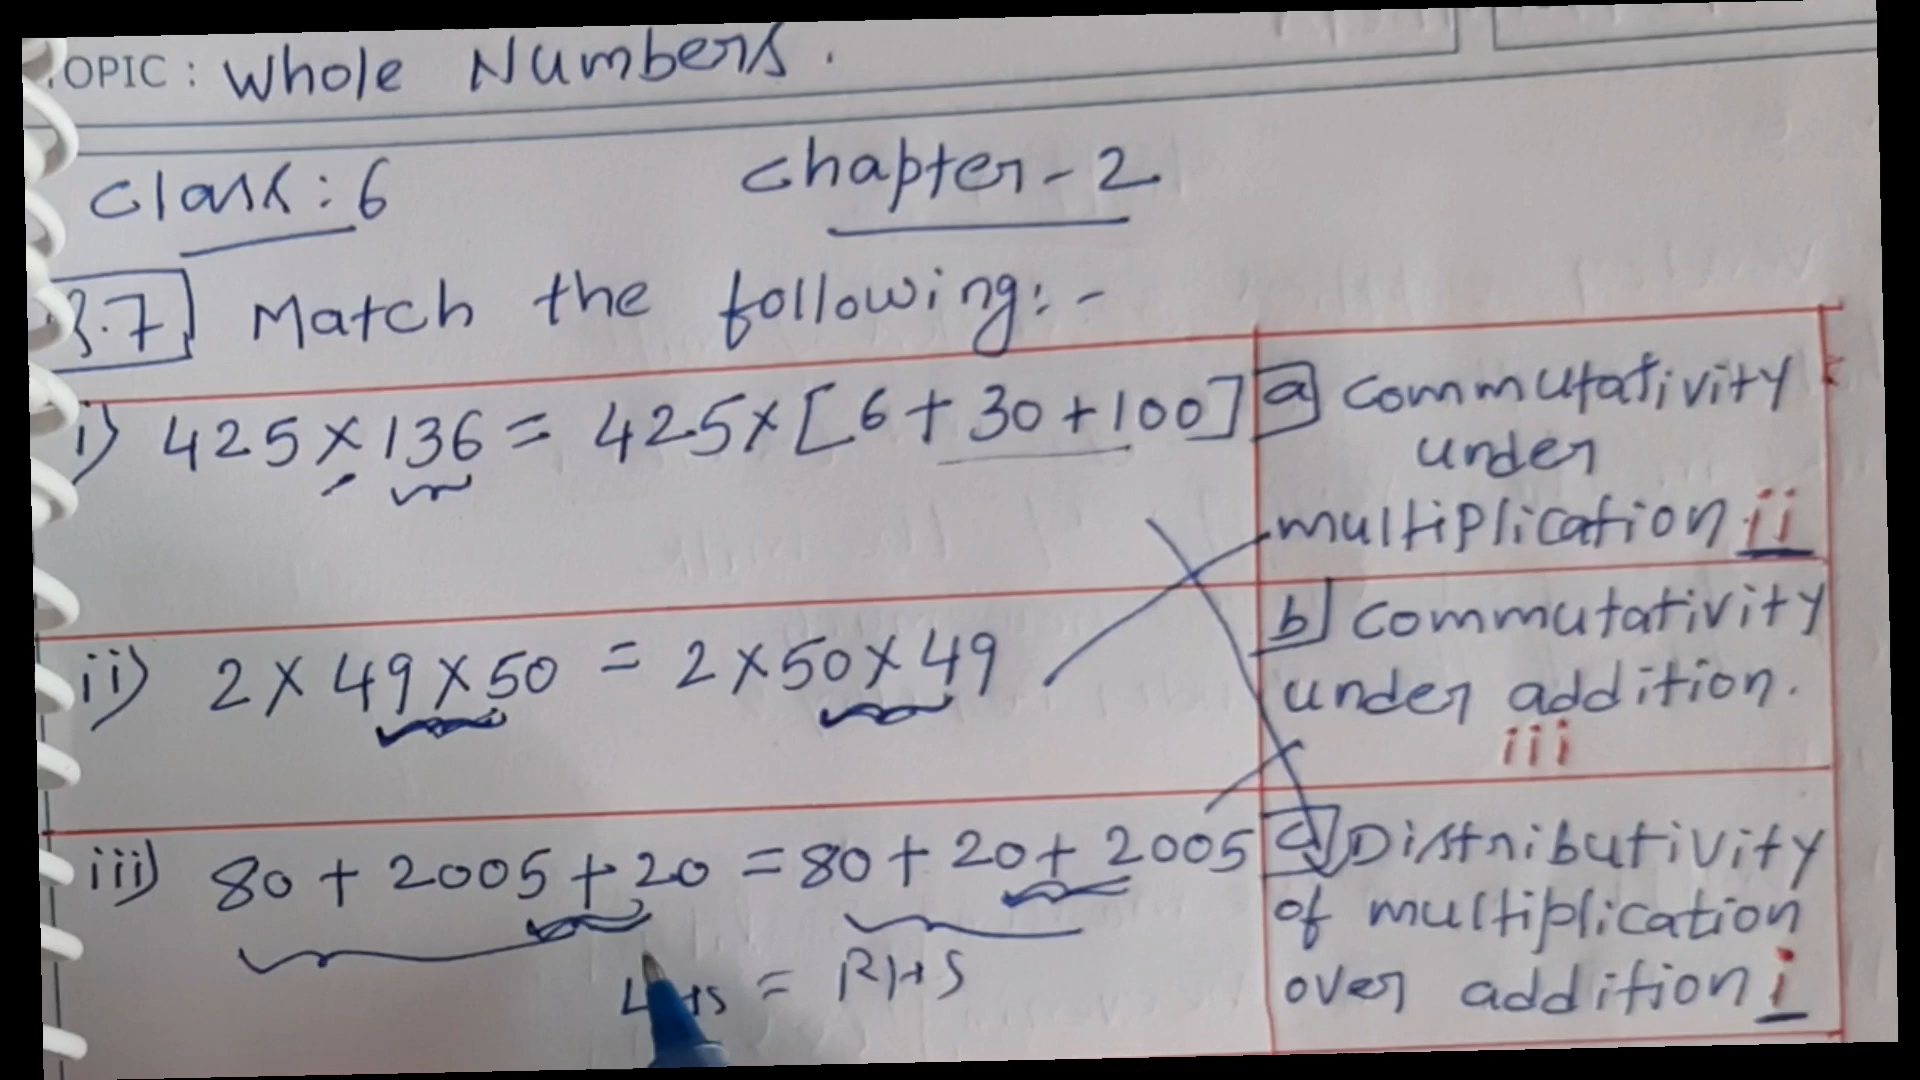 TOPIC : Whole Numbers.
Class : 6
Chapter - 2
3.7] Match the following: -
i) 425 × 136 = 425 × [6 + 30 + 100]
a) Commutativity
under
multiplication ii
ii) 2 × 49 × 50 = 2 × 50 × 49
b) Commutativity
under addition.
iii
iii) 80 + 2005 + 20 = 80 + 20 + 2005
LHS = RHS
c) Distributivity
of multiplication
over addition i